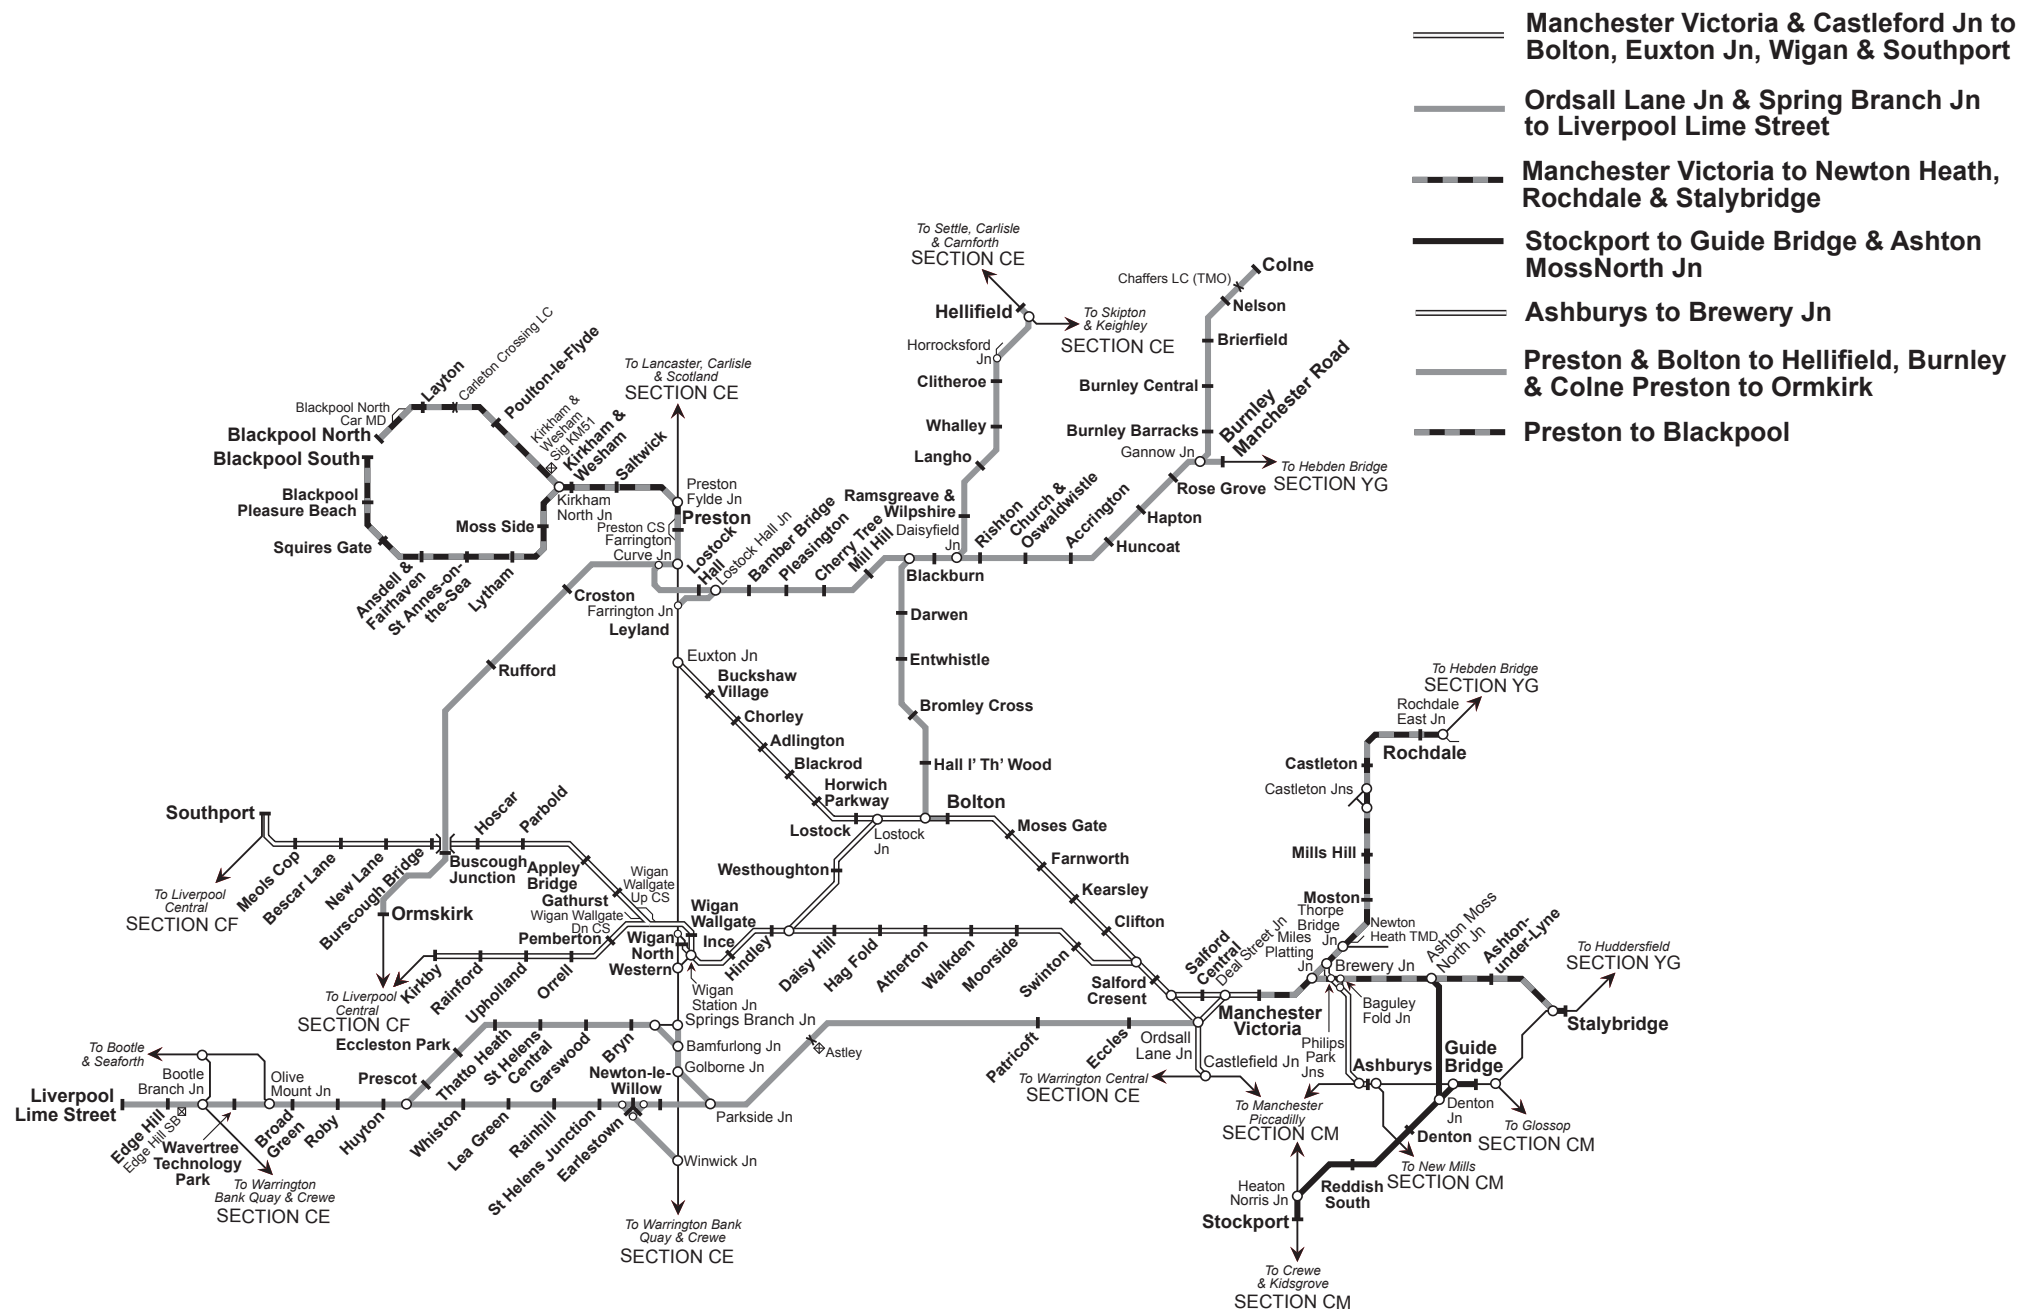 Manchester Victoria & Castleford Jn to
Bolton, Euxton Jn, Wigan & Southport
Ordsall Lane Jn & Spring Branch Jn
to Liverpool Lime Street
Manchester Victoria to Newton Heath,
Rochdale & Stalybridge
Stockport to Guide Bridge & Ashton
MossNorth Jn
Ashburys to Brewery Jn
Preston & Bolton to Hellifield, Burnley
& Colne Preston to Ormkirk
Preston to Blackpool
To Settle, Carlisle
& Carnforth
SECTION CE
Hellifield
To Skipton
& Keighley
SECTION CE
Horrocksford
Jn
Clitheroe
Whalley
Langho
Ramsgreave &
Wilpshire
Daisyfield
Jn
Chaffers LC (TMO)
Colne
Nelson
Brierfield
Burnley Central
Burnley Barracks
Burnley
Manchester Road
Gannow Jn
To Hebden Bridge
SECTION YG
Rose Grove
Hapton
Huncoat
Accrington
Church &
Oswaldwistle
Rishton
Blackburn
Mill Hill
Cherry Tree
Pleasington
Bamber Bridge
Lostock Hall Jn
Lostock
Hall
To Lancaster, Carlisle
& Scotland
SECTION CE
Preston
Fylde Jn
Preston
Preston CS
Farrington
Curve Jn
Farrington Jn
Leyland
Euxton Jn
Layton
Carleton Crossing LC
Poulton-le-Flyde
Blackpool North
Car MD
Blackpool North
Blackpool South
Blackpool
Pleasure Beach
Squires Gate
Ansdell &
Fairhaven
St Annes-on-
the-Sea
Lytham
Moss Side
Kirkham &
Wesham
Sig KM51
Kirkham &
Wesham
Saltwick
Kirkham
North Jn
Croston
Rufford
Darwen
Entwhistle
Bromley Cross
Hall I' Th' Wood
Bolton
Buckshaw
Village
Chorley
Adlington
Blackrod
Horwich
Parkway
Lostock
Lostock
Jn
Westhoughton
Moses Gate
Farnworth
Kearsley
Clifton
Southport
To Liverpool
Central
SECTION CF
Meols Cop
Bescar Lane
New Lane
Burscough Bridge
Hoscar
Parbold
Buscough
Junction
Ormskirk
Appley
Bridge
Gathurst
Wigan
Wallgate
Up CS
Wigan Wallgate
Dn CS
Wigan
Wallgate
Pemberton
Wigan
North
Western
Ince
Wigan
Station Jn
Hindley
Daisy Hill
Hag Fold
Atherton
Walkden
Moorside
Swinton
Salford
Cresent
Salford
Central
Deal Street Jn
Manchester
Victoria
To Liverpool
Central
SECTION CF
Kirkby
Rainford
Upholland
Orrell
To Hebden Bridge
SECTION YG
Rochdale
East Jn
Rochdale
Castleton
Castleton Jns
Mills Hill
Moston
Thorpe
Bridge
Jn
Newton
Heath TMD
Miles
Platting
Jn
Brewery Jn
Baguley
Fold Jn
Philips
Park
Jns
Ashton Moss
North Jn
Ashton-
under-Lyne
To Huddersfield
SECTION YG
Stalybridge
Guide
Bridge
Ashburys
Denton
Jn
Denton
To Glossop
SECTION CM
To New Mills
SECTION CM
Reddish
South
Heaton
Norris Jn
Stockport
To Crewe
& Kidsgrove
SECTION CM
To Manchester
Piccadilly
SECTION CM
Castlefield Jn
Ordsall
Lane Jn
To Warrington Central
SECTION CE
Eccles
Patricoft
Astley
Parkside Jn
Springs Branch Jn
Bamfurlong Jn
Golborne Jn
Newton-le-
Willow
Winwick Jn
To Warrington Bank
Quay & Crewe
SECTION CE
Bryn
Garswood
St Helens
Central
Thatto Heath
Eccleston Park
Prescot
Earlestown
St Helens Junction
Rainhill
Lea Green
Whiston
Huyton
Roby
Broad
Green
Olive
Mount Jn
Bootle
Branch Jn
To Bootle
& Seaforth
Liverpool
Lime Street
Edge Hill
Edge Hill SB
Wavertree
Technology
Park
To Warrington
Bank Quay & Crewe
SECTION CE